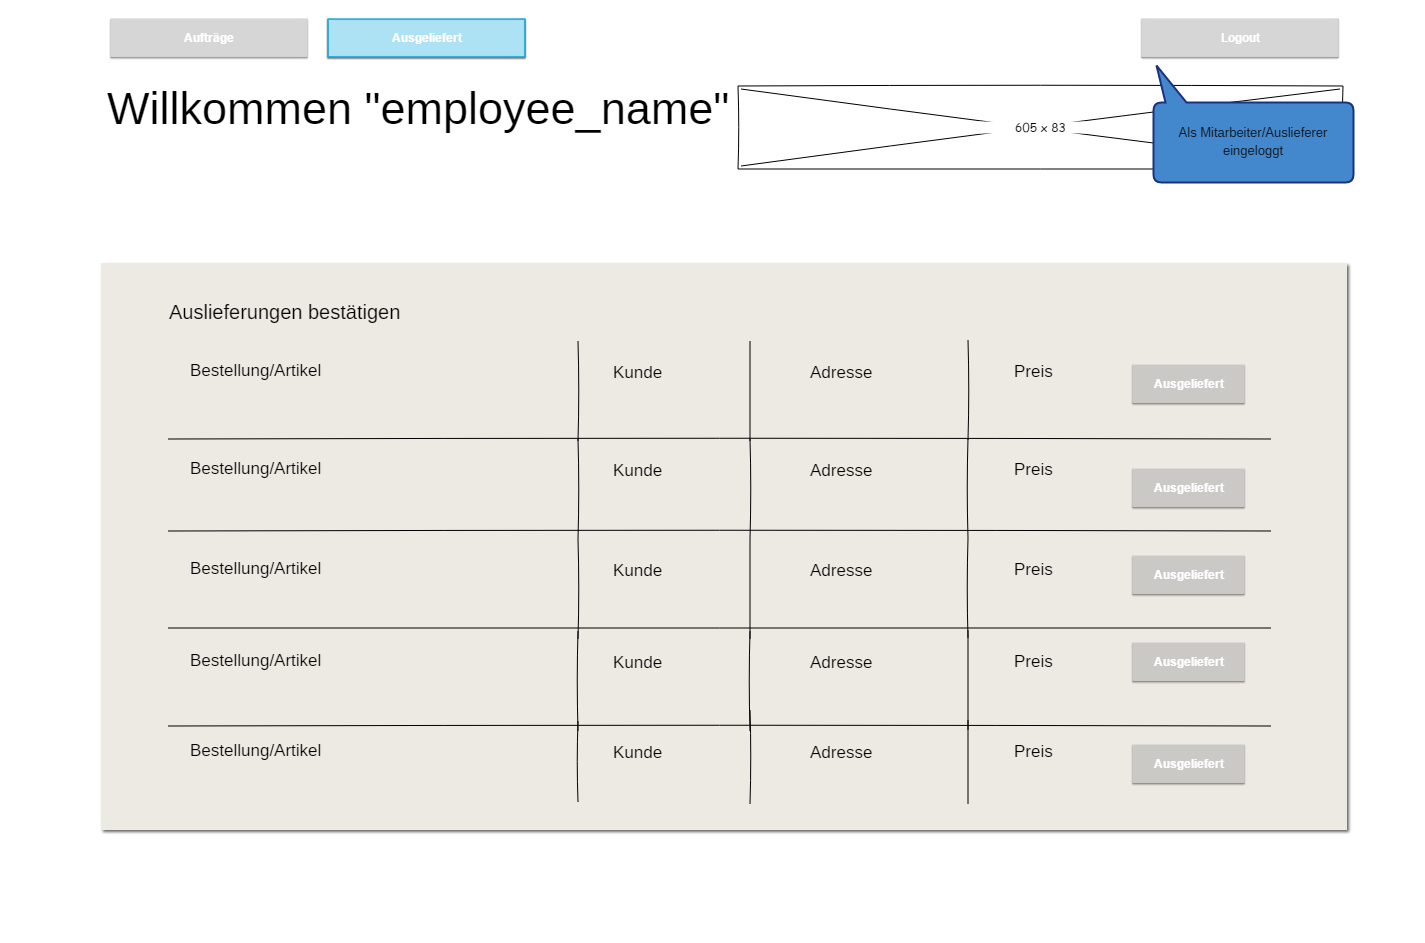 Aufträge
Ausgeliefert
Logout
Willkommen "employee_name"
605 x 83
Als Mitarbeiter/Auslieferer
eingeloggt
Auslieferungen bestätigen
Bestellung/Artikel Kunde Adresse Preis Ausgeliefert
Bestellung/Artikel Kunde Adresse Preis Ausgeliefert
Bestellung/Artikel Kunde Adresse Preis Ausgeliefert
Bestellung/Artikel Kunde Adresse Preis Ausgeliefert
Bestellung/Artikel Kunde Adresse Preis Ausgeliefert